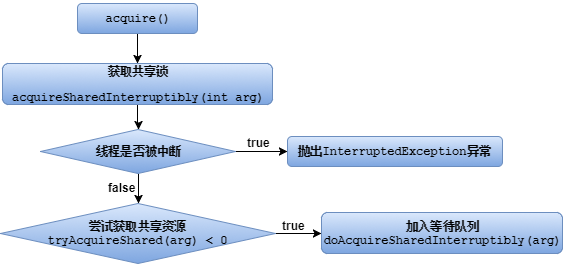 acquire()
获取共享锁
acquireSharedInterruptibly(int arg)
线程是否被中断
true
抛出InterruptedException异常
false
尝试获取共享资源
tryAcquireShared(arg) < 0
true
加入等待队列
doAcquireSharedInterruptibly(arg)